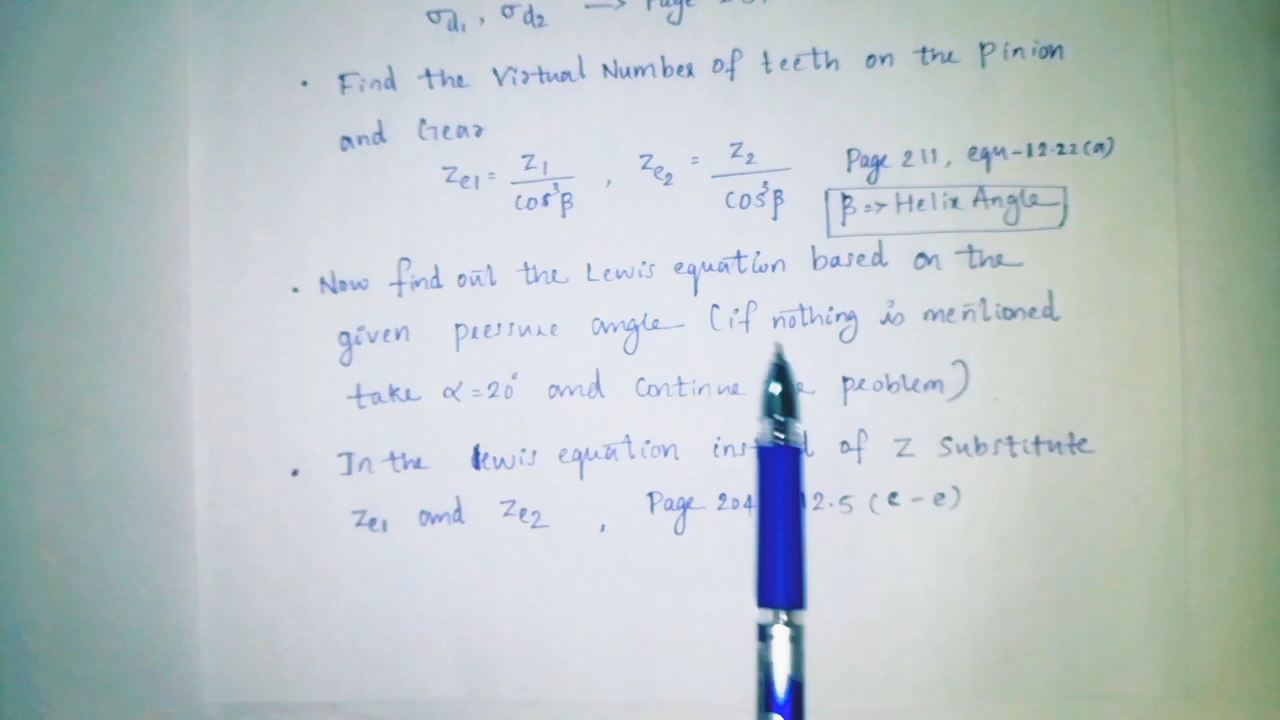 σd1, σd2 → Page
• Find the Virtual Number of teeth on the Pinion
and Gear
Ze1 = Z1/cos³β , Ze2 = Z2/cos³β Page 211, equ-12.22(a)
β => Helix Angle
• Now find out the Lewis equation based on the
given pressure angle (if nothing is mentioned
take α = 20° and continue problem)
• In the Lewis equation of Z Substitute
Ze1 and Ze2 , Page 204 12.5 (c-e)